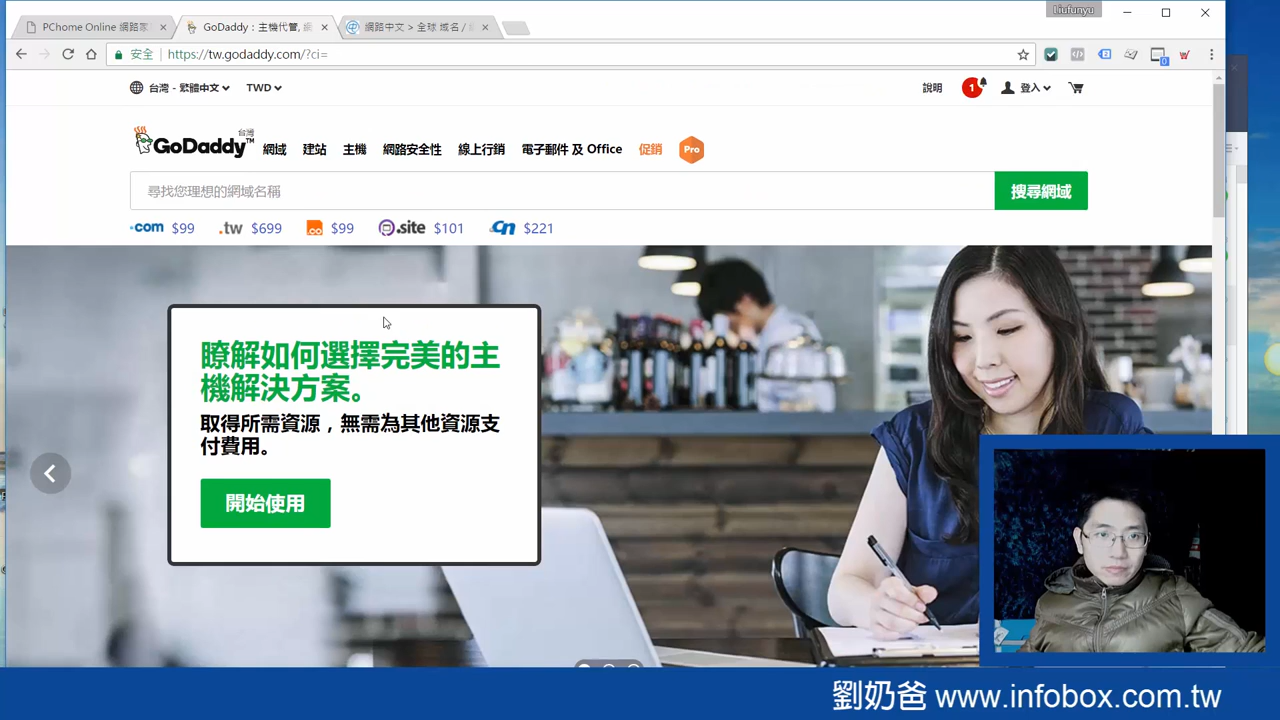 Liufunyu
PChome Online 網路家
GoDaddy：主機代管, 網
網路中文 > 全球 域名 /
安全
https://tw.godaddy.com/?ci=
台灣 - 繁體中文
TWD
說明
1
登入
GoDaddy™ 台灣
網域
建站
主機
網路安全性
線上行銷
電子郵件 及 Office
促銷
Pro
尋找您理想的網域名稱
搜尋網域
.com $99
.tw $699
.co $99
.site $101
.cn $221
瞭解如何選擇完美的主
機解決方案。
取得所需資源，無需為其他資源支
付費用。
開始使用
劉奶爸 www.infobox.com.tw